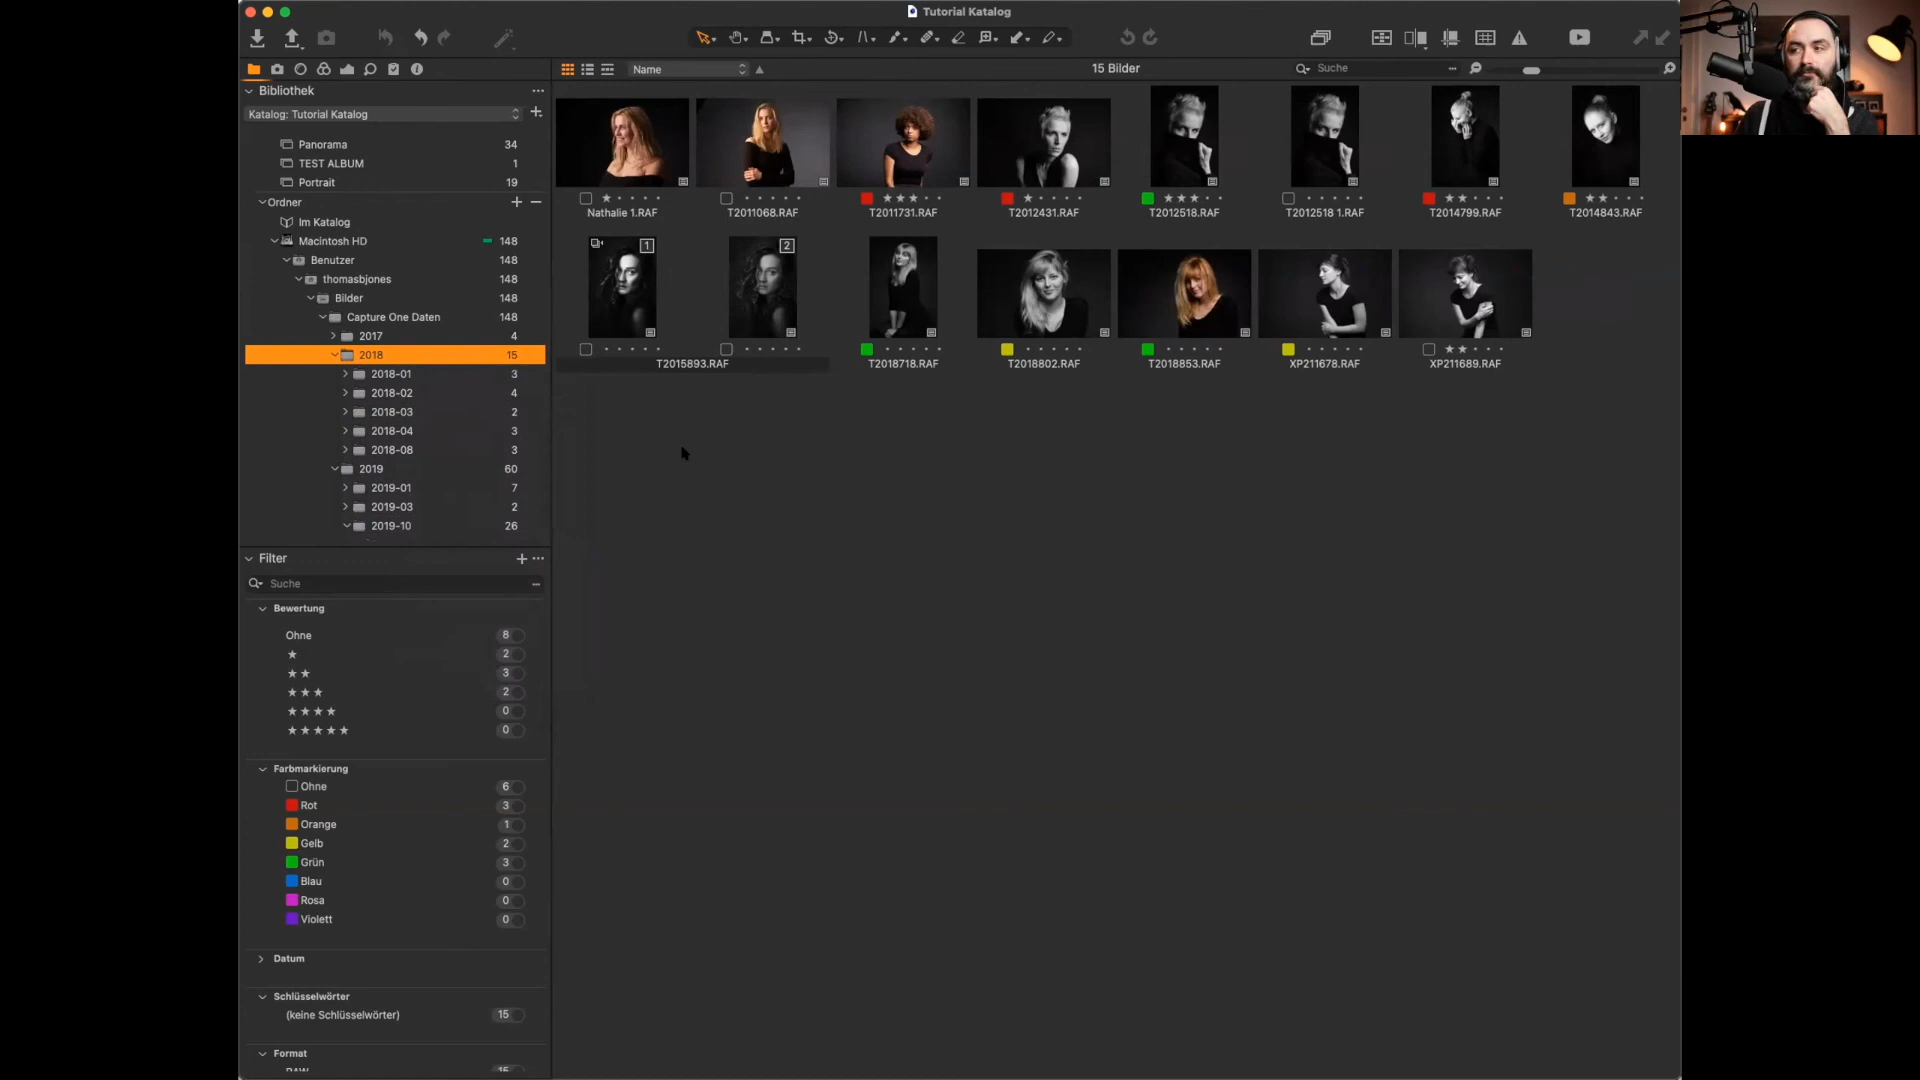 Tutorial Katalog
Name
15 Bilder
Suche
Bibliothek
Katalog: Tutorial Katalog
Panorama 34
TEST ALBUM 1
Portrait 19
Ordner
Im Katalog
Macintosh HD 148
Benutzer 148
thomasbjones 148
Bilder 148
Capture One Daten 148
2017 4
2018 15
2018-01 3
2018-02 4
2018-03 2
2018-04 3
2018-08 3
2019 60
2019-01 7
2019-03 2
2019-10 26
Filter
Suche
Bewertung
Ohne 8
★ 2
★★ 3
★★★ 2
★★★★ 0
★★★★★ 0
Farbmarkierung
Ohne 6
Rot 3
Orange 1
Gelb 2
Grün 3
Blau 0
Rosa 0
Violett 0
Datum
Schlüsselwörter
(keine Schlüsselwörter) 15
Format
RAW 15
Nathalie 1.RAF T2011068.RAF T2011731.RAF T2012431.RAF T2012518.RAF T2012518 1.RAF T2014799.RAF T2014843.RAF
1 2
T2015893.RAF T2018718.RAF T2018802.RAF T2018853.RAF XP211678.RAF XP211689.RAF